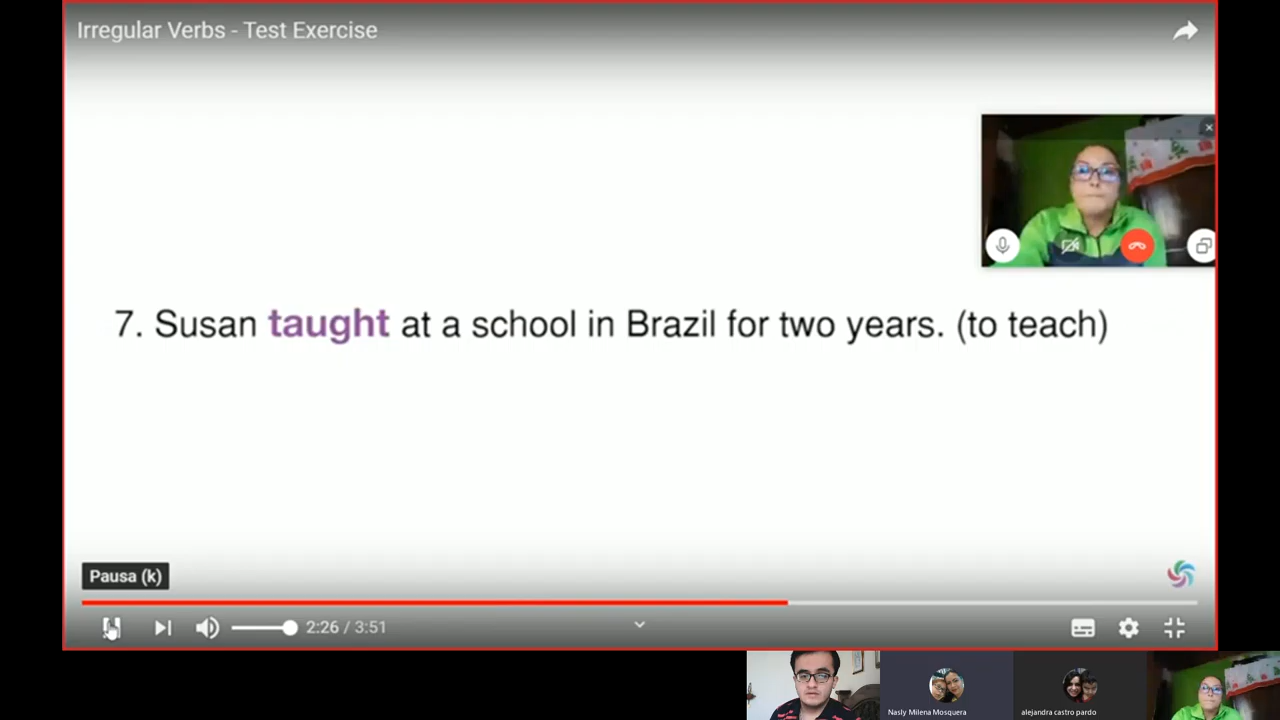 Irregular Verbs - Test Exercise
7. Susan taught at a school in Brazil for two years. (to teach)
Pausa (k)
2:26 / 3:51
Nasly Milena Mosquera
alejandra castro pardo